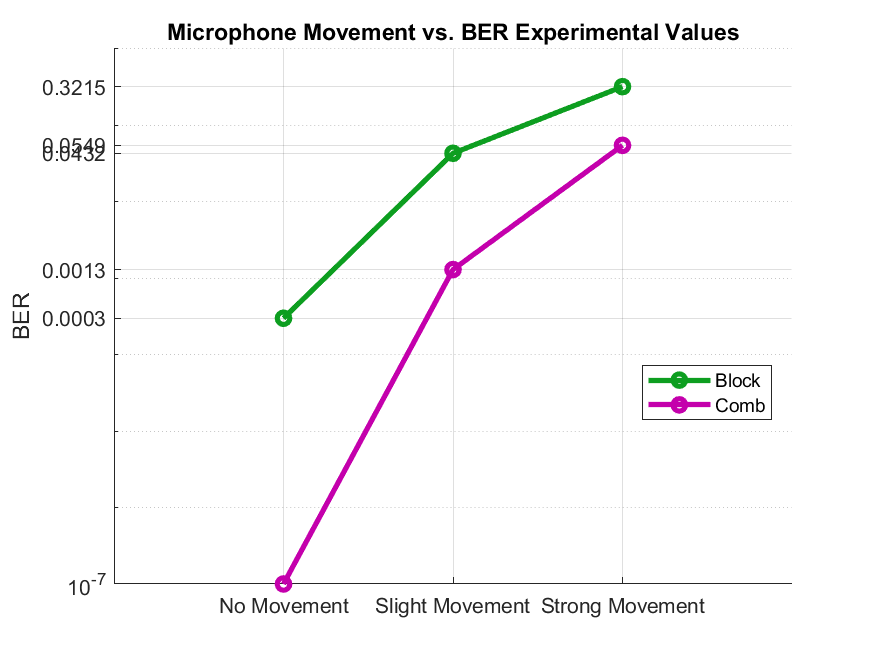 Microphone Movement vs. BER Experimental Values
0.3215
0.0549
0.0432
0.0013
0.0003
10^-7
BER
Block
Comb
No Movement Slight Movement Strong Movement